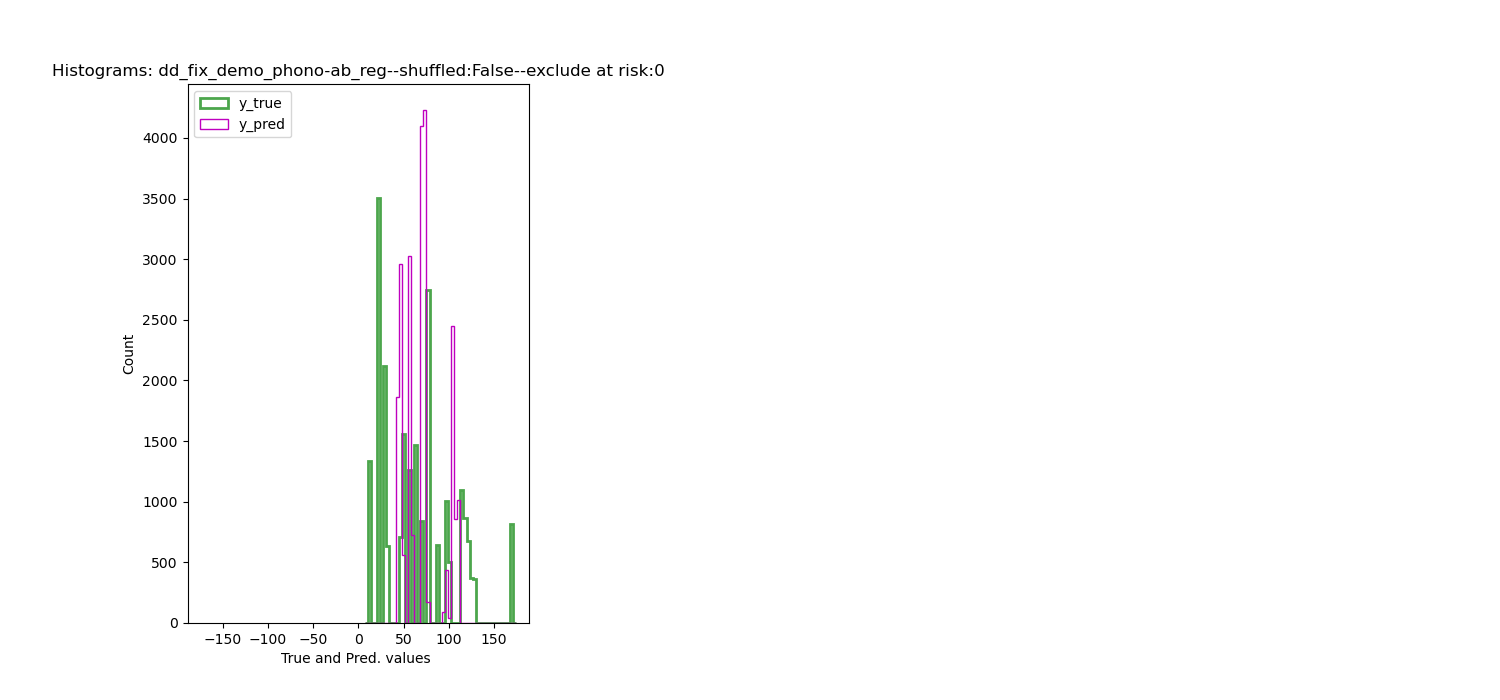 Histograms: dd_fix_demo_phono-ab_reg--shuffled:False--exclude at risk:0
y_true
y_pred
4000
3500
3000
2500
2000
1500
1000
500
0
Count
−150 −100 −50 0 50 100 150
True and Pred. values